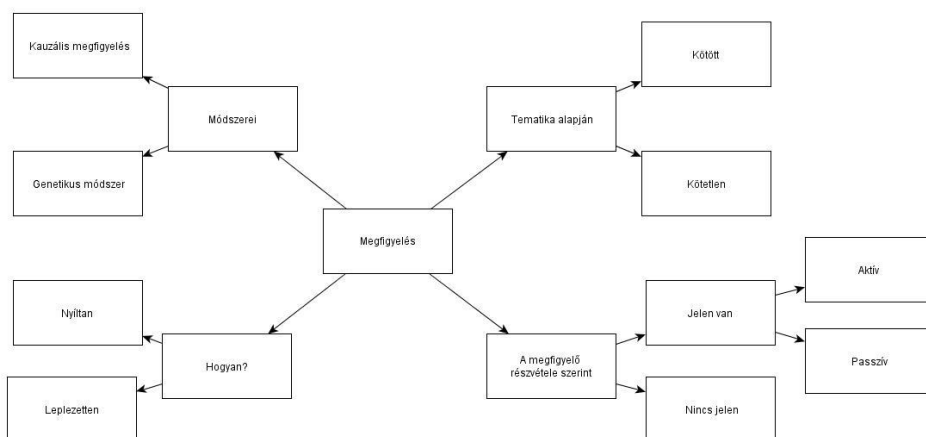 Kauzális megfigyelés
Módszerei
Genetikus módszer
Tematika alapján
Kötött
Kötetlen
Megfigyelés
Nyíltan
Hogyan?
Leplezetten
A megfigyelő
részvétele szerint
Jelen van
Aktív
Passzív
Nincs jelen